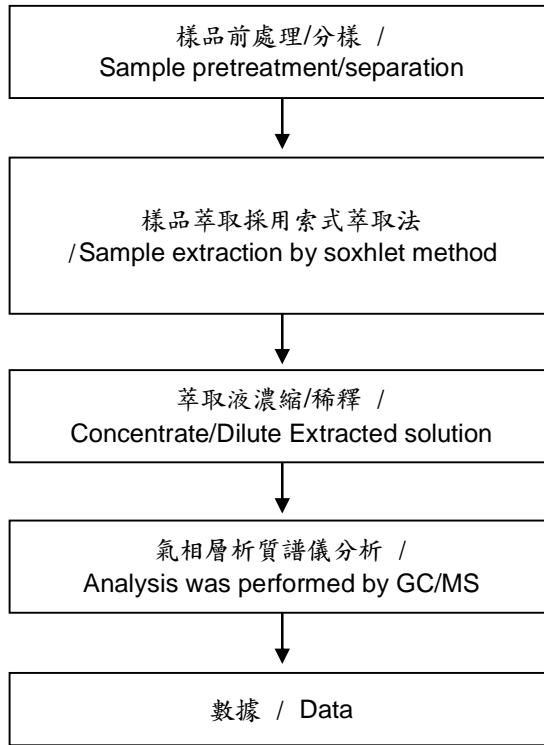 樣品前處理/分樣 /
Sample pretreatment/separation
樣品萃取採用索式萃取法
/Sample extraction by soxhlet method
萃取液濃縮/稀釋 /
Concentrate/Dilute Extracted solution
氣相層析質譜儀分析 /
Analysis was performed by GC/MS
數據 / Data